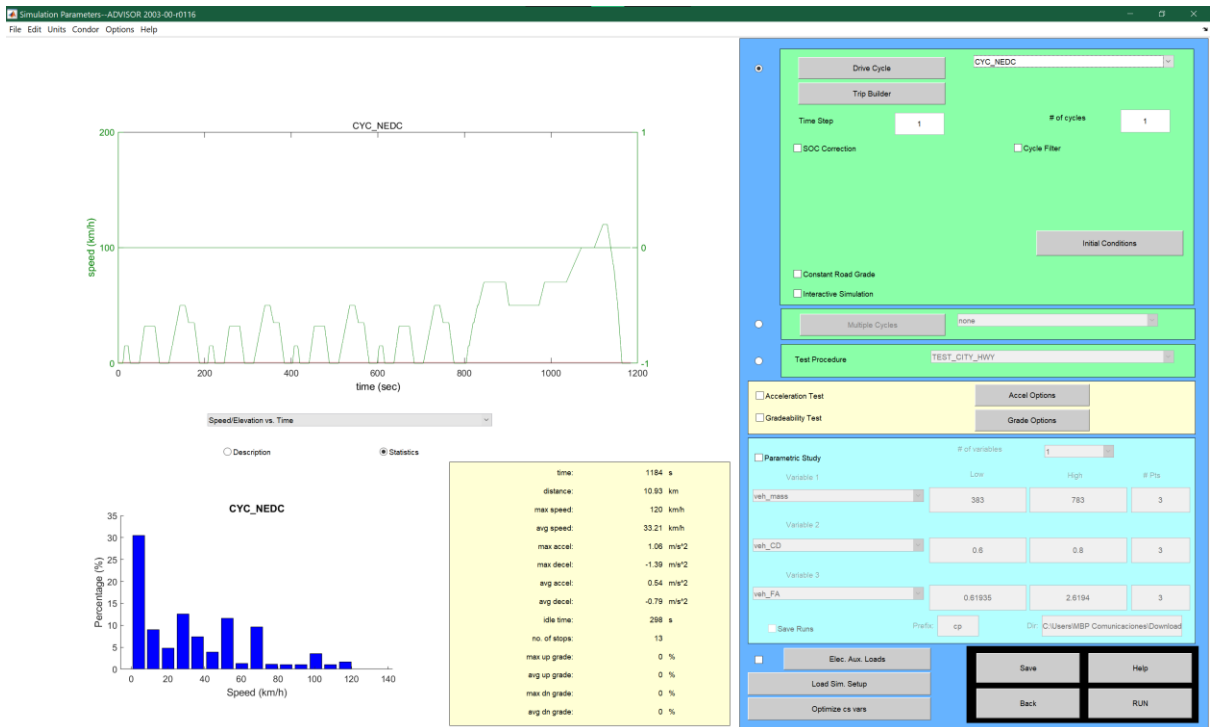 Simulation Parameters--ADVISOR 2003-00-r0116
File Edit Units Condor Options Help
CYC_NEDC
200
100
0
1
0
-1
speed (km/h)
0 200 400 600 800 1000 1200
time (sec)
Speed/Elevation vs. Time
Description Statistics
CYC_NEDC
35
30
25
20
15
10
5
0
Percentage (%)
0 20 40 60 80 100 120 140
Speed (km/h)
time: 1184 s
distance: 10.93 km
max speed: 120 km/h
avg speed: 33.21 km/h
max accel: 1.06 m/s^2
max decel: -1.39 m/s^2
avg accel: 0.54 m/s^2
avg decel: -0.79 m/s^2
idle time: 298 s
no. of stops: 13
max up grade: 0 %
avg up grade: 0 %
max dn grade: 0 %
avg dn grade: 0 %
Drive Cycle CYC_NEDC
Trip Builder
Time Step 1 # of cycles 1
SOC Correction Cycle Filter
Initial Conditions
Constant Road Grade
Interactive Simulation
Multiple Cycles none
Test Procedure TEST_CITY_HWY
Acceleration Test Accel Options
Gradeability Test Grade Options
Parametric Study # of variables 1
Variable 1 Low High # Pts
veh_mass 383 783 3
Variable 2
veh_CD 0.6 0.8 3
Variable 3
veh_FA 0.61935 2.6194 3
Save Runs Prefix: cp Dir: C:\Users\MBP Comunicaciones\Download
Elec. Aux. Loads
Load Sim. Setup
Optimize cs vars
Save Help
Back RUN